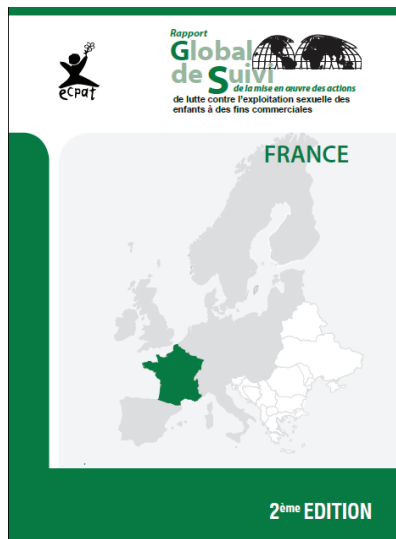 ecpat
Rapport
Global
de Suivi
de la mise en œuvre des actions
de lutte contre l'exploitation sexuelle des
enfants à des fins commerciales
FRANCE
2ème EDITION